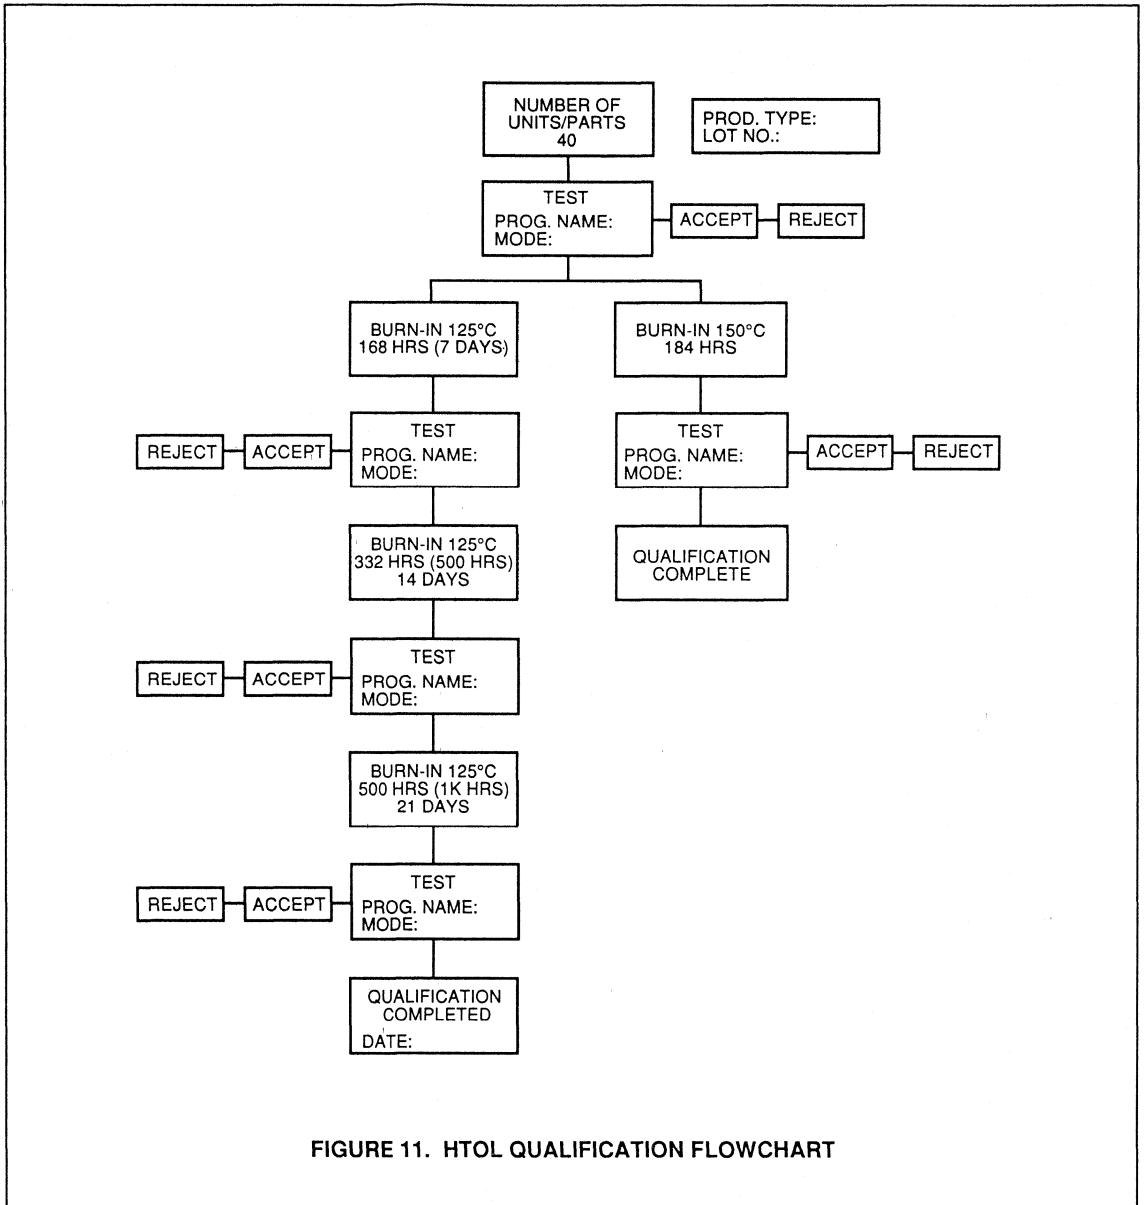 NUMBER OF
UNITS/PARTS
40
PROD. TYPE:
LOT NO.:
TEST
PROG. NAME:
MODE:
ACCEPT
REJECT
BURN-IN 125°C
168 HRS (7 DAYS)
BURN-IN 150°C
184 HRS
REJECT
ACCEPT
TEST
PROG. NAME:
MODE:
TEST
PROG. NAME:
MODE:
ACCEPT
REJECT
BURN-IN 125°C
332 HRS (500 HRS)
14 DAYS
QUALIFICATION
COMPLETE
REJECT
ACCEPT
TEST
PROG. NAME:
MODE:
BURN-IN 125°C
500 HRS (1K HRS)
21 DAYS
REJECT
ACCEPT
TEST
PROG. NAME:
MODE:
QUALIFICATION
COMPLETED
DATE:
FIGURE 11. HTOL QUALIFICATION FLOWCHART